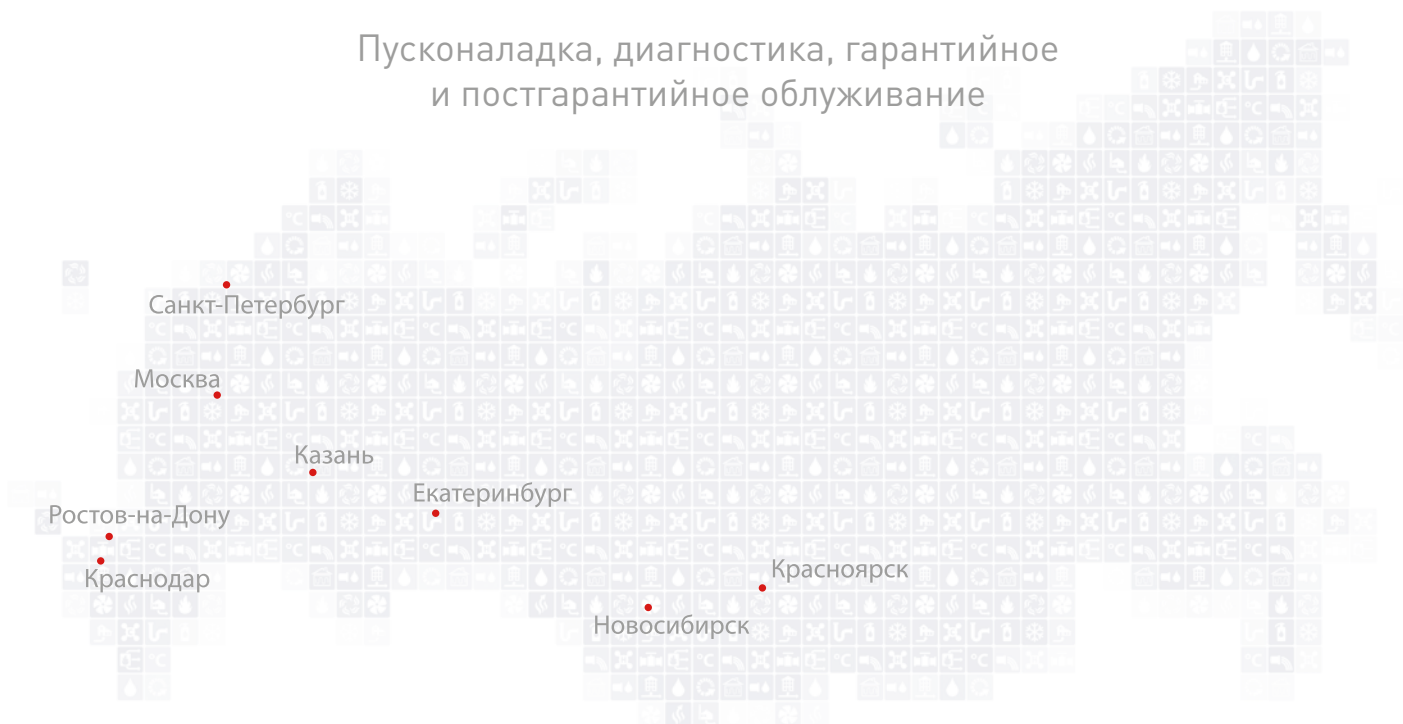 Пусконаладка, диагностика, гарантийное
и постгарантийное облуживание
Санкт-Петербург
Москва
Казань
Екатеринбург
Ростов-на-Дону
Краснодар
Красноярск
Новосибирск